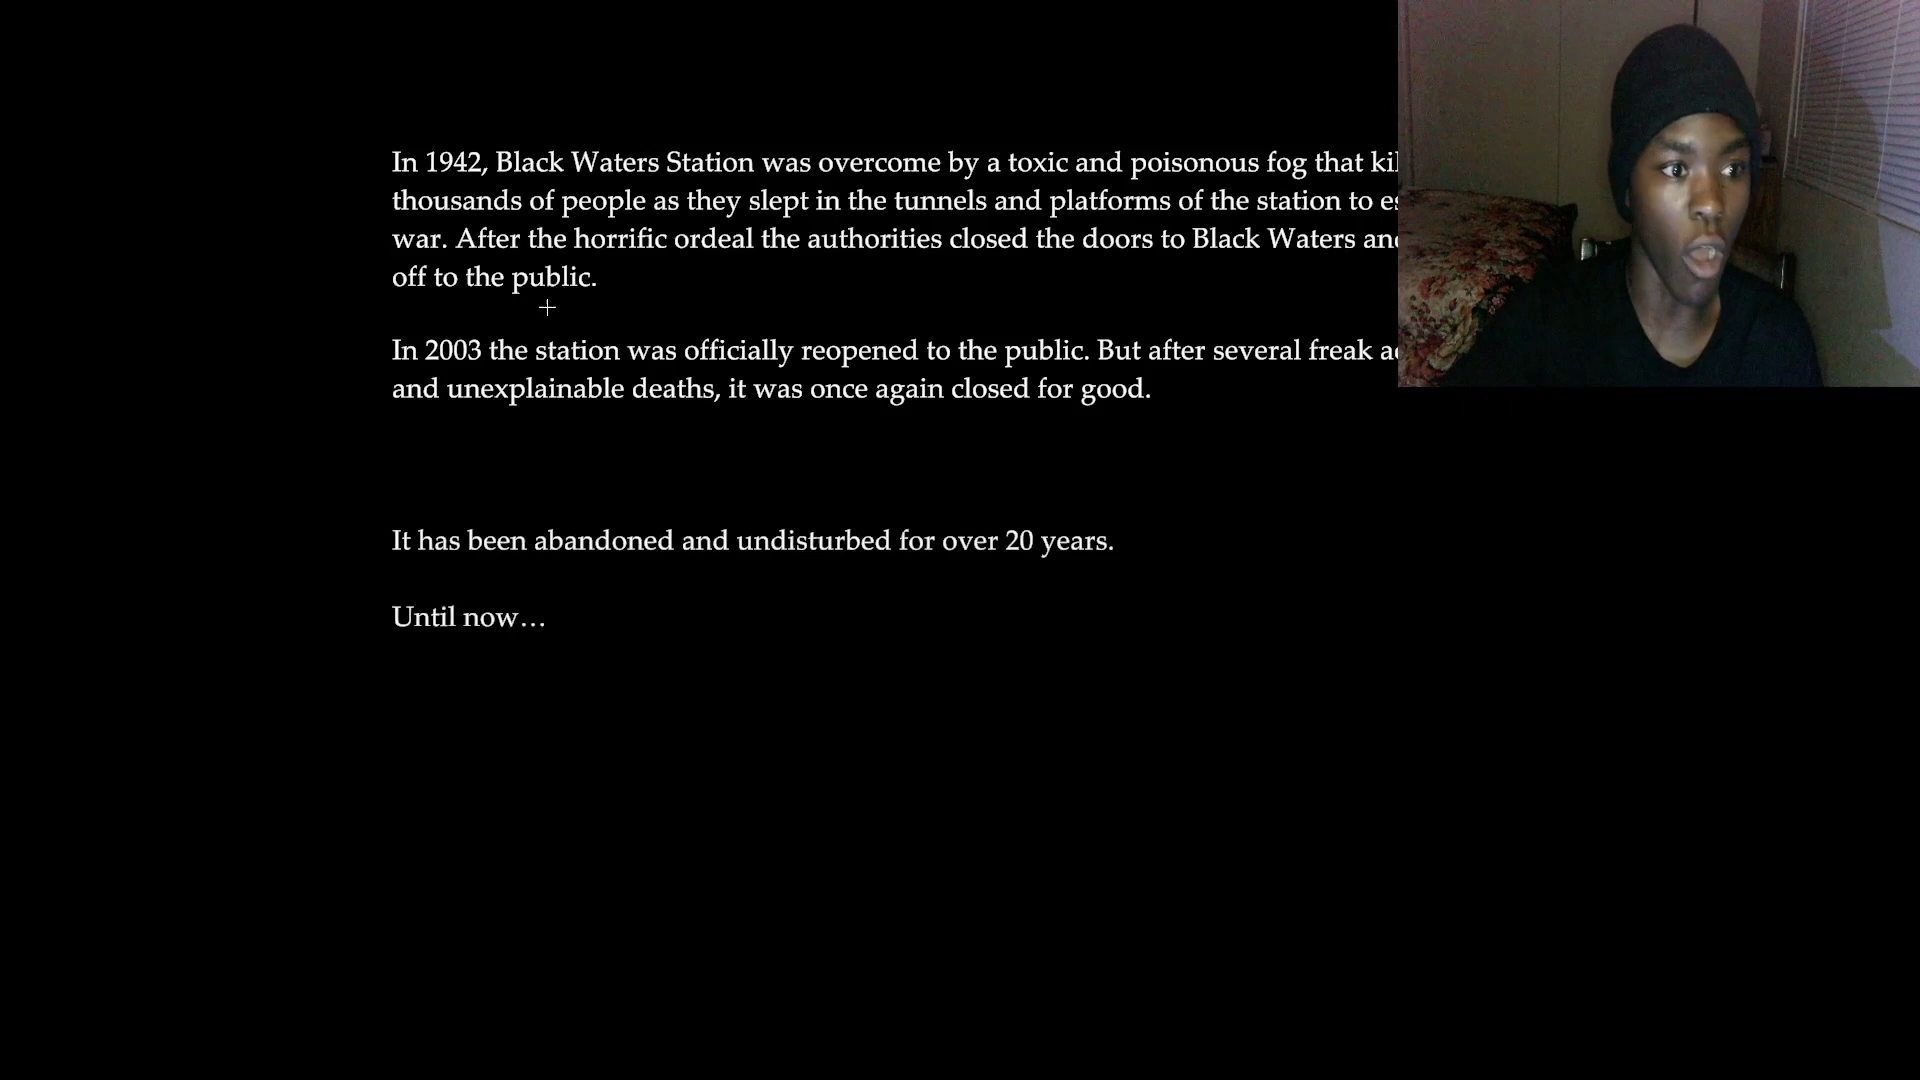 In 1942, Black Waters Station was overcome by a toxic and poisonous fog that
thousands of people as they slept in the tunnels and platforms of the station to
war. After the horrific ordeal the authorities closed the doors to Black Waters
off to the public.
In 2003 the station was officially reopened to the public. But after several freak
and unexplainable deaths, it was once again closed for good.
It has been abandoned and undisturbed for over 20 years.
Until now…